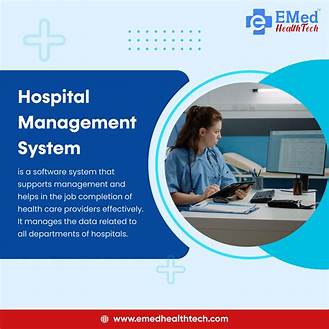 EMed
HealthTech
Hospital
Management
System
is a software system that
supports management and
helps in the job completion of
health care providers effectively.
It manages the data related to
all departments of hospitals.
www.emedhealthtech.com